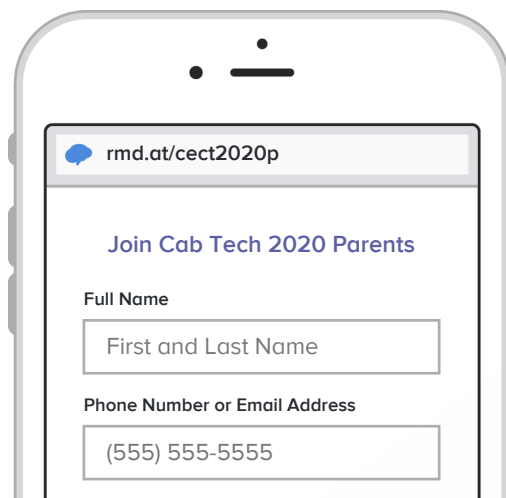 rmd.at/cect2020p
Join Cab Tech 2020 Parents
Full Name
First and Last Name
Phone Number or Email Address
(555) 555-5555